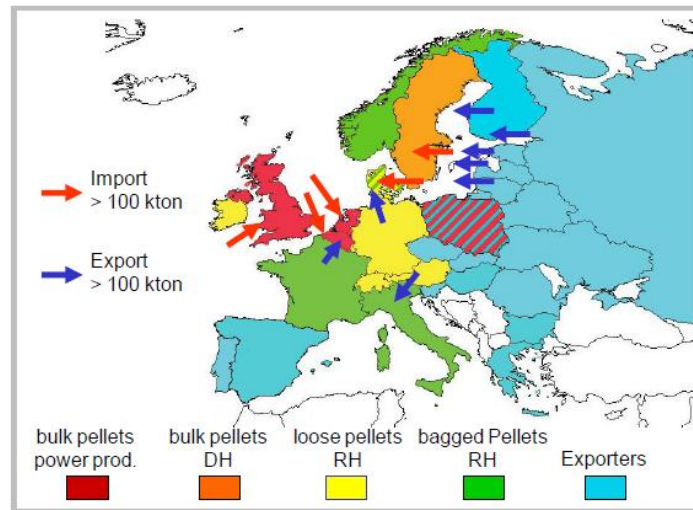 Import
> 100 kton
Export
> 100 kton
bulk pellets
power prod.
bulk pellets
DH
loose pellets
RH
bagged Pellets
RH
Exporters